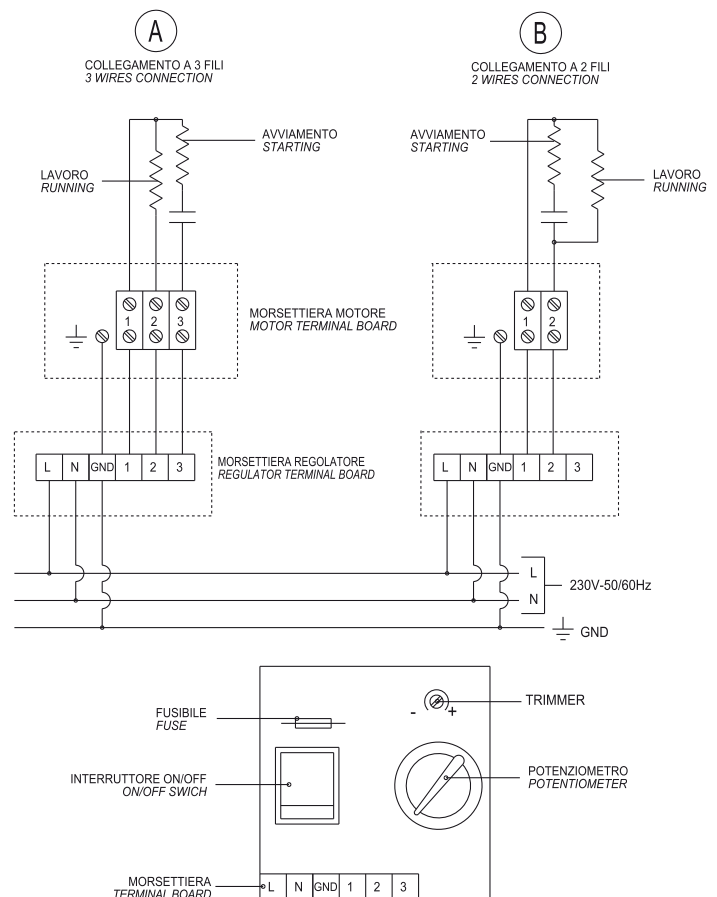 A
COLLEGAMENTO A 3 FILI
3 WIRES CONNECTION
AVVIAMENTO
STARTING
LAVORO
RUNNING
1 2 3
MORSETTIERA MOTORE
MOTOR TERMINAL BOARD
L N GND 1 2 3
MORSETTIERA REGOLATORE
REGULATOR TERMINAL BOARD
B
COLLEGAMENTO A 2 FILI
2 WIRES CONNECTION
AVVIAMENTO
STARTING
LAVORO
RUNNING
1 2
L N GND 1 2 3
L
N
230V-50/60Hz
GND
FUSIBILE
FUSE
- +
TRIMMER
INTERRUTTORE ON/OFF
ON/OFF SWICH
POTENZIOMETRO
POTENTIOMETER
MORSETTIERA
TERMINAL BOARD
L N GND 1 2 3